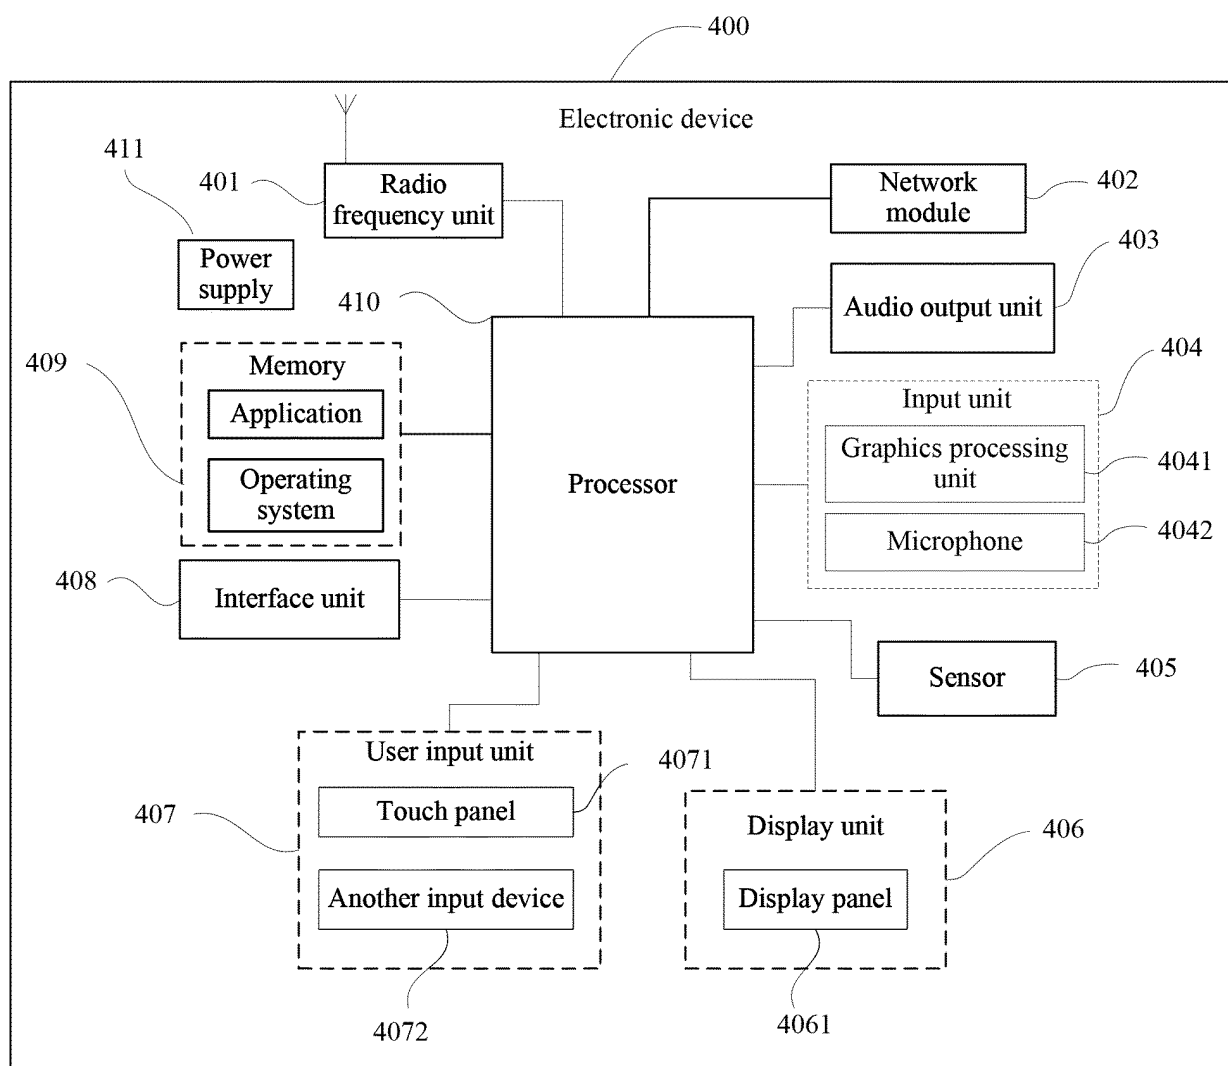 400
Electronic device
411
401
Radio
frequency unit
Network
module
402
Power
supply
403
Audio output unit
410
409
Memory
Application
Operating
system
Processor
404
Input unit
Graphics processing
unit
4041
Microphone
4042
408
Interface unit
Sensor
405
User input unit
4071
Touch panel
407
Another input device
4072
Display unit
406
Display panel
4061